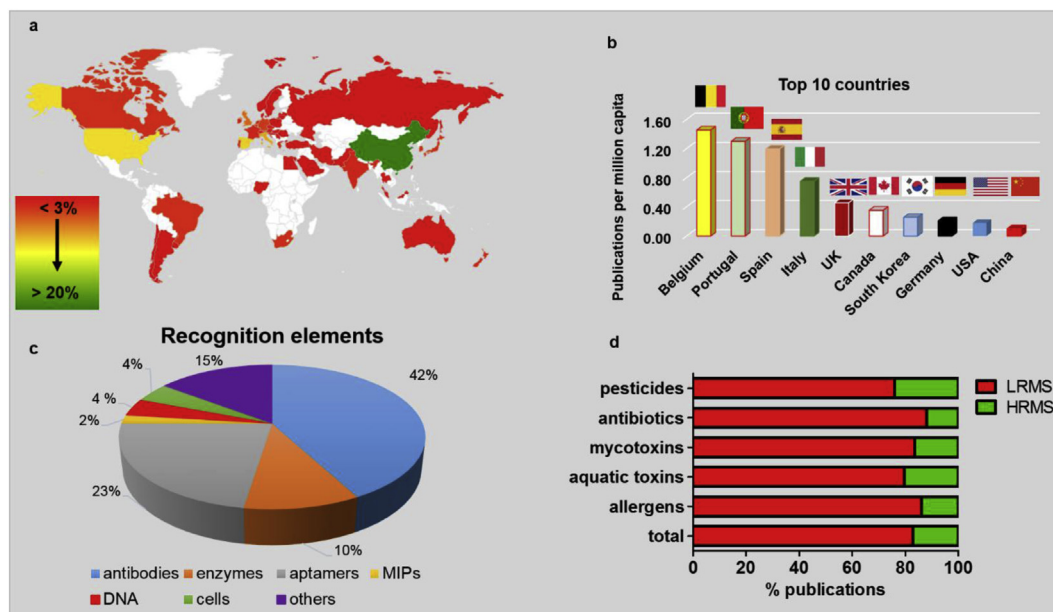 a
< 3%
> 20%
b
Top 10 countries
Publications per million capita
1.60
1.20
0.80
0.40
0.00
Belgium
Portugal
Spain
Italy
UK
Canada
South Korea
Germany
USA
China
c
Recognition elements
42%
10%
23%
2%
4 %
4%
15%
antibodies enzymes aptamers MIPs
DNA cells others
d
pesticides
antibiotics
mycotoxins
aquatic toxins
allergens
total
0 20 40 60 80 100
% publications
LRMS
HRMS